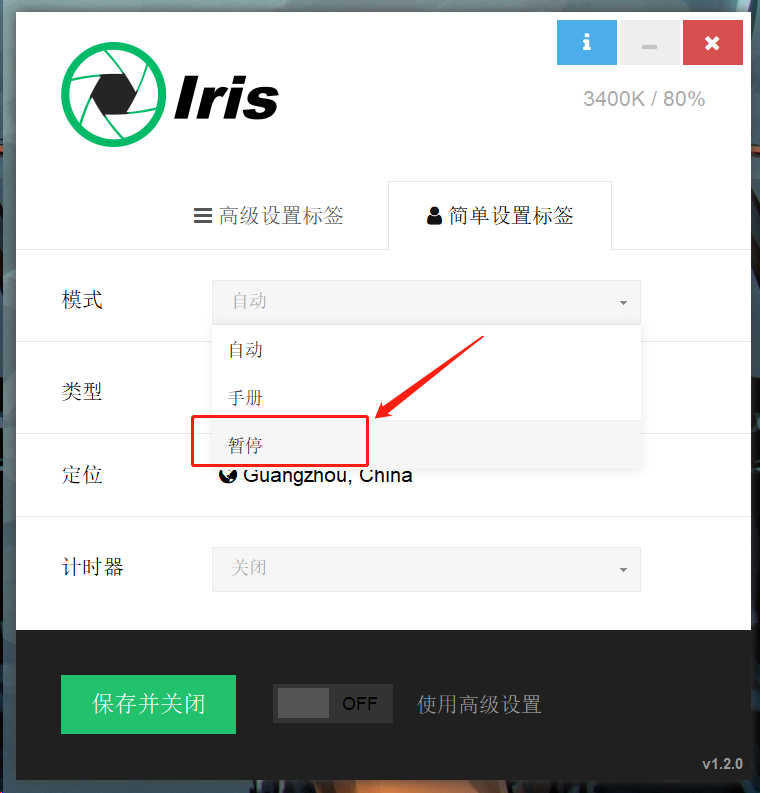 Iris
3400K / 80%
高级设置标签
简单设置标签
模式
自动
自动
手册
类型
暂停
定位
Guangzhou, China
计时器
关闭
保存并关闭
OFF
使用高级设置
v1.2.0